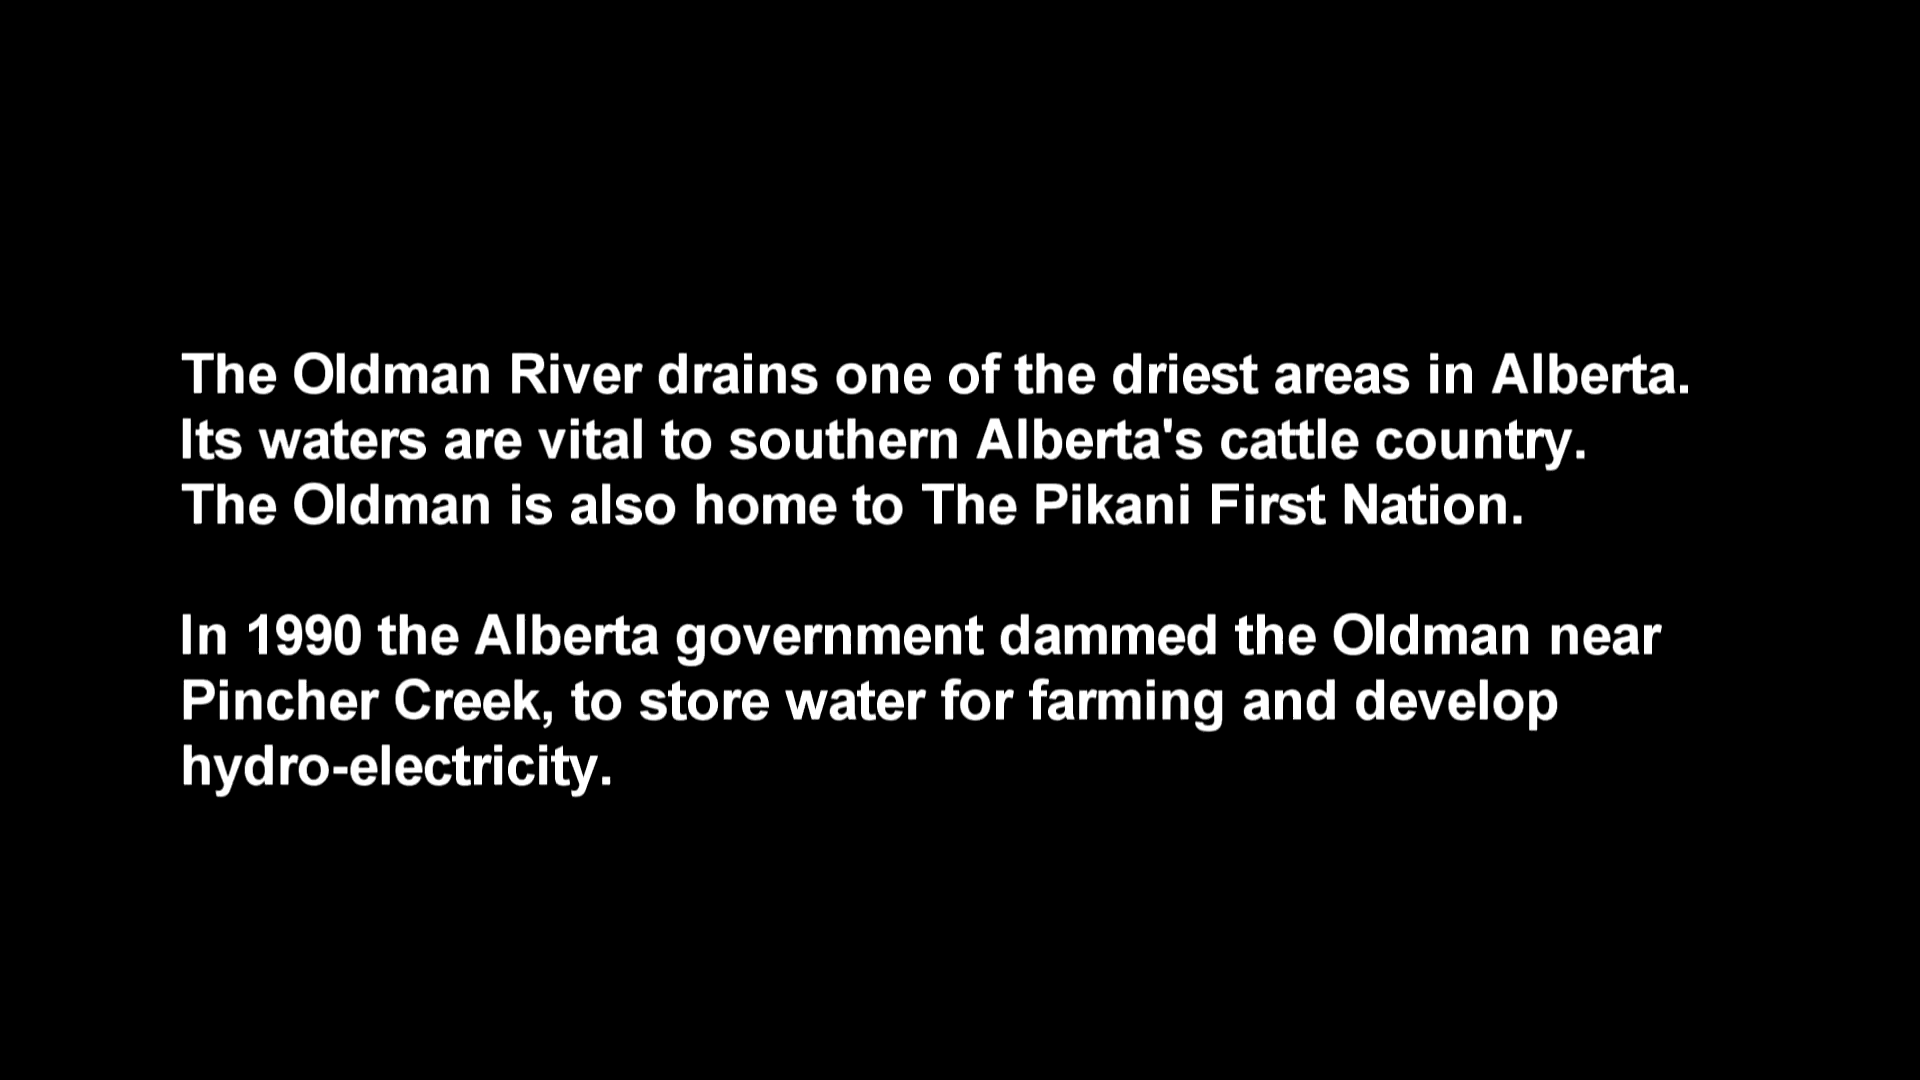 The Oldman River drains one of the driest areas in Alberta.
Its waters are vital to southern Alberta's cattle country.
The Oldman is also home to The Pikani First Nation.
In 1990 the Alberta government dammed the Oldman near
Pincher Creek, to store water for farming and develop
hydro-electricity.